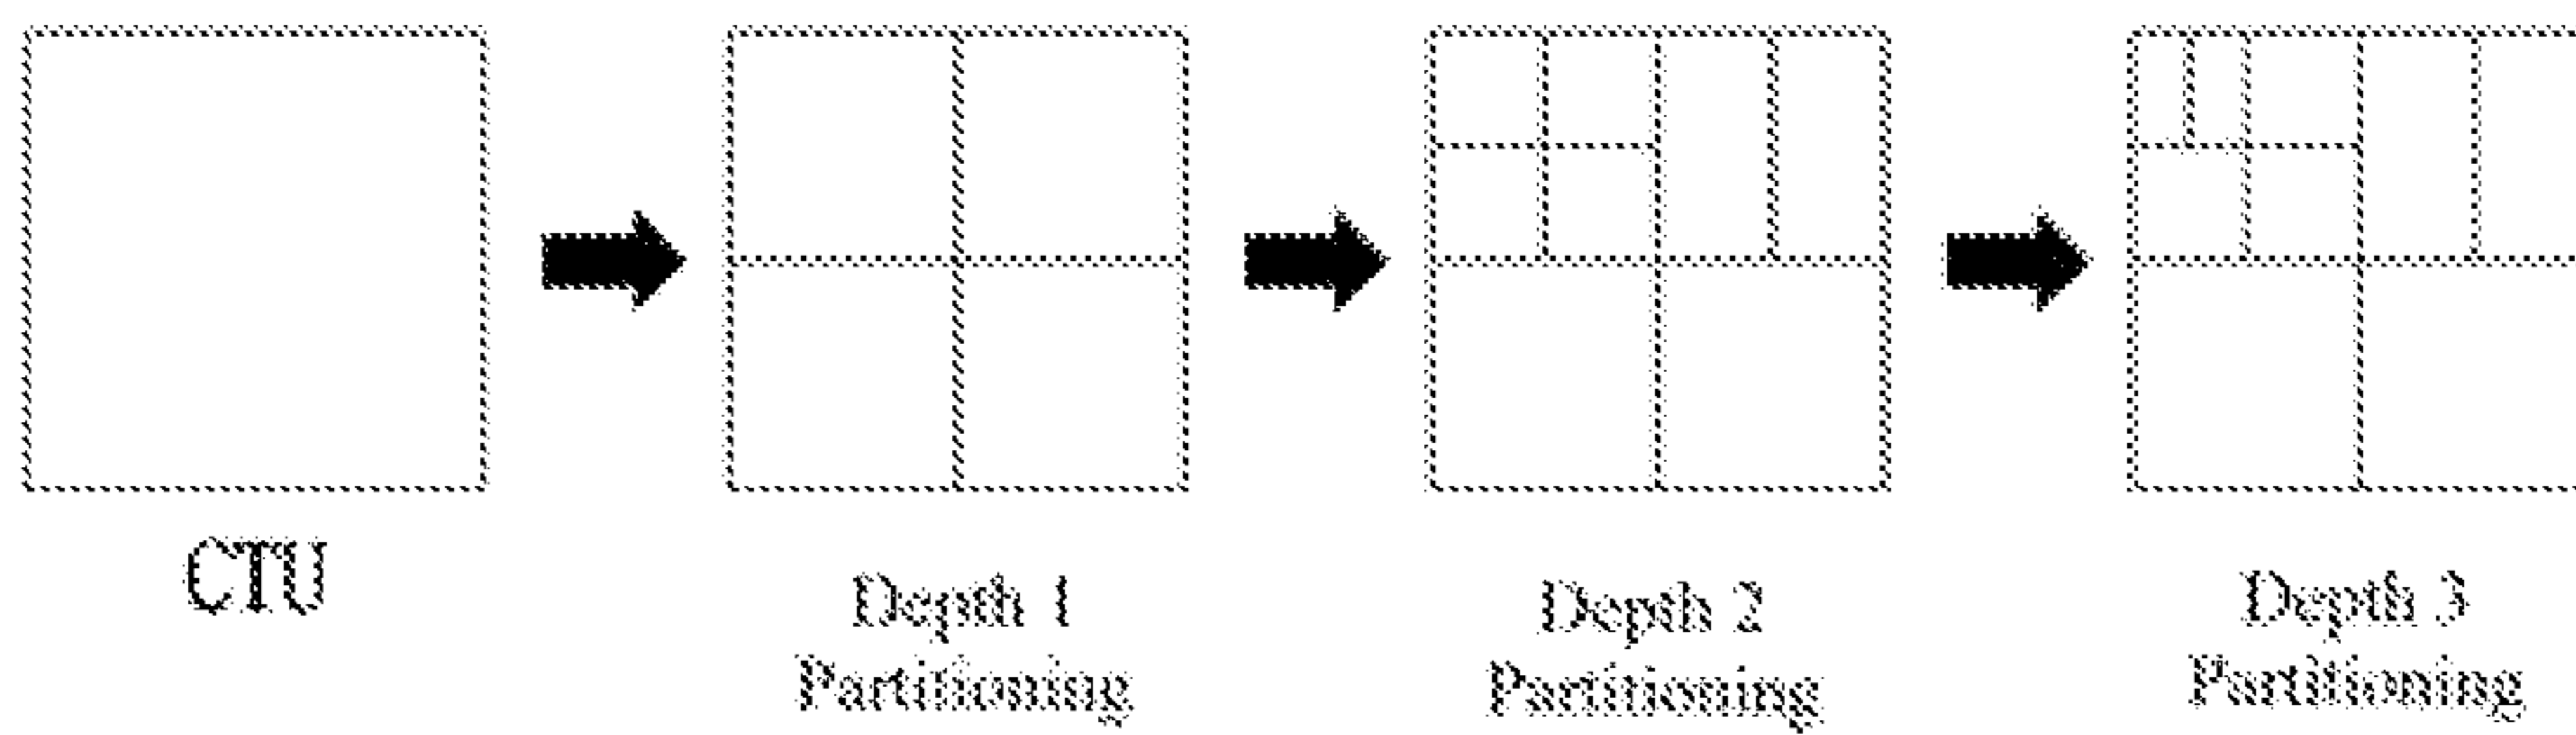 CTU
Depth 1
Partitioning
Depth 2
Partitioning
Depth 3
Partitioning